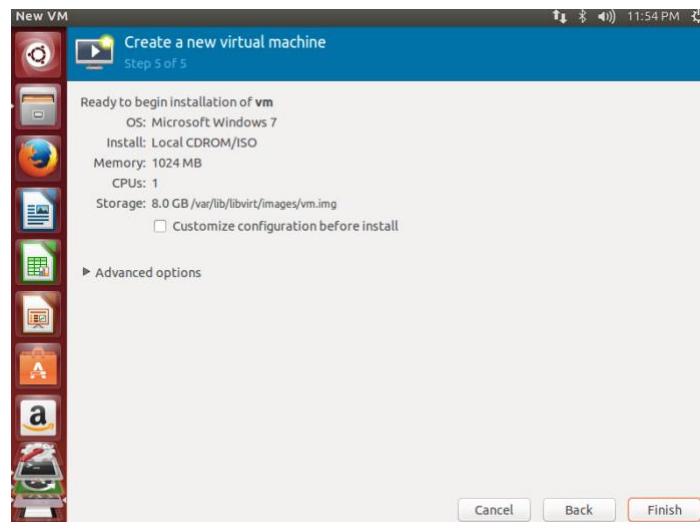 New VM
11:54 PM
Create a new virtual machine
Step 5 of 5
Ready to begin installation of vm
OS: Microsoft Windows 7
Install: Local CDROM/ISO
Memory: 1024 MB
CPUs: 1
Storage: 8.0 GB /var/lib/libvirt/images/vm.img
Customize configuration before install
Advanced options
A
a
Cancel Back Finish